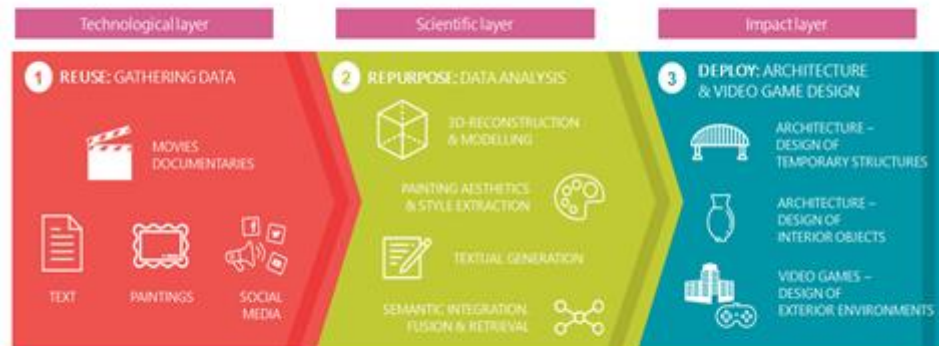 Technological layer
Scientific layer
Impact layer
1 REUSE: GATHERING DATA
MOVIES
DOCUMENTARIES
TEXT
PAINTINGS
SOCIAL
MEDIA
2 REPURPOSE: DATA ANALYSIS
3D-RECONSTRUCTION
& MODELLING
PAINTING AESTHETICS
& STYLE EXTRACTION
TEXTUAL GENERATION
SEMANTIC INTEGRATION,
FUSION & RETRIEVAL
3 DEPLOY: ARCHITECTURE
& VIDEO GAME DESIGN
ARCHITECTURE –
DESIGN OF
TEMPORARY STRUCTURES
ARCHITECTURE –
DESIGN OF
INTERIOR OBJECTS
VIDEO GAMES –
DESIGN OF
EXTERIOR ENVIRONMENTS